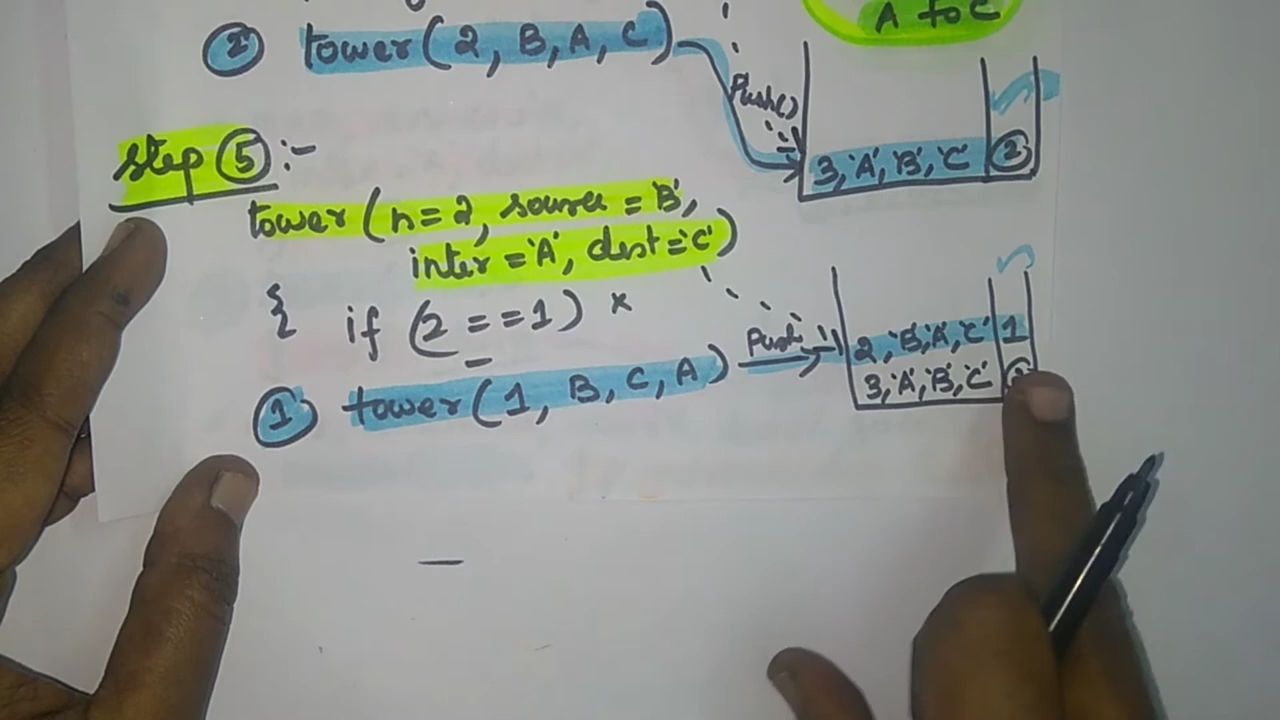 A to C
② tower(2, B, A, C)
Push()
3,'A','B','C' ②
step ⑤:-
tower(n=2, source='B',
inter='A', dest='C')
{ if (2==1) ×
Push
2,'B','A','C' 1
3,'A','B','C'
① tower(1, B, C, A)